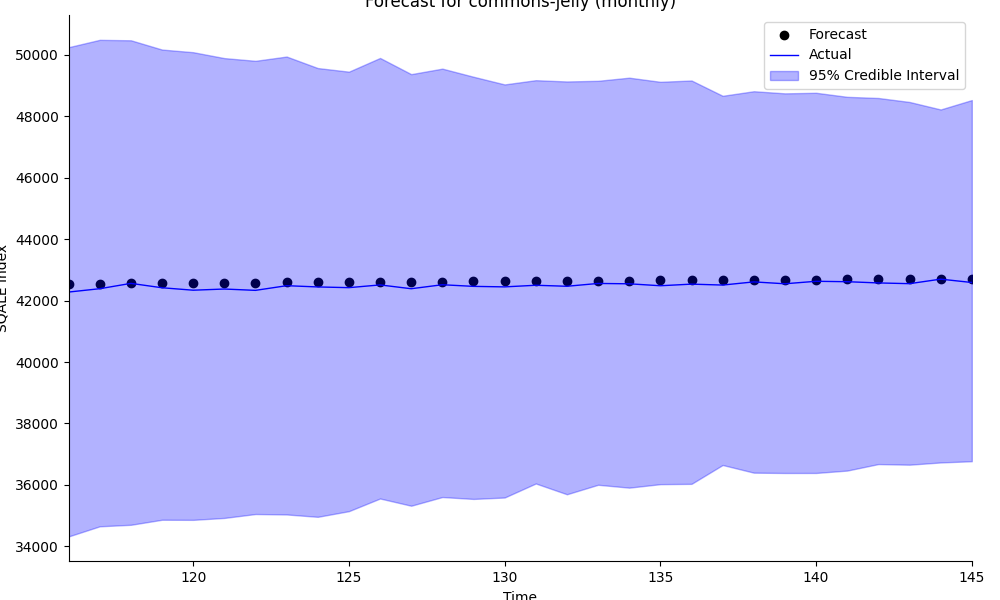 Forecast for commons-jelly (monthly)
Forecast
Actual
95% Credible Interval
50000
48000
46000
44000
42000
40000
38000
36000
34000
SQALE Index
120
125
130
135
140
145
Time